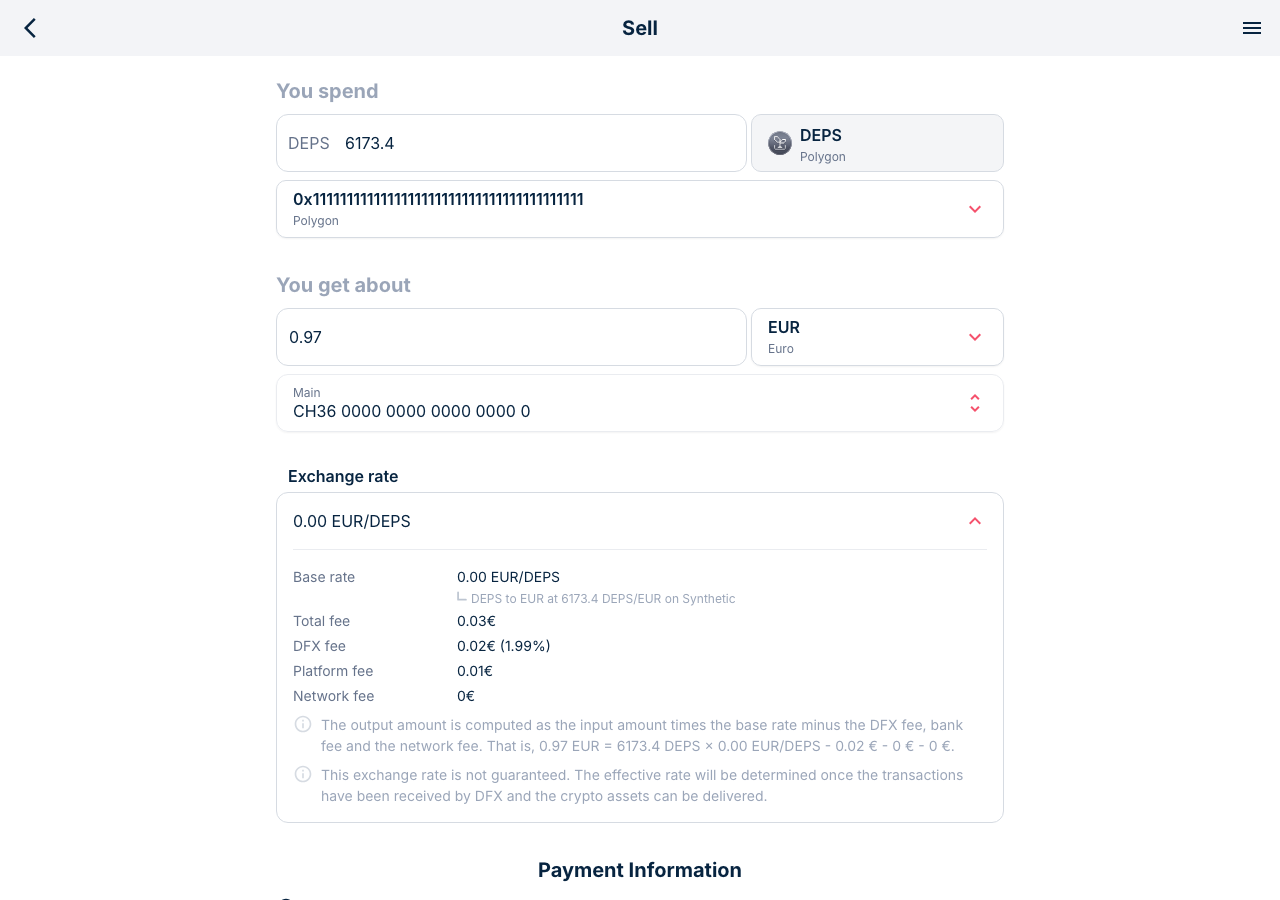 Sell
You spend
DEPS 6173.4
DEPS
Polygon
0x1111111111111111111111111111111111111111
Polygon
You get about
0.97
EUR
Euro
Main
CH36 0000 0000 0000 0000 0
Exchange rate
0.00 EUR/DEPS
Base rate 0.00 EUR/DEPS
DEPS to EUR at 6173.4 DEPS/EUR on Synthetic
Total fee 0.03€
DFX fee 0.02€ (1.99%)
Platform fee 0.01€
Network fee 0€
The output amount is computed as the input amount times the base rate minus the DFX fee, bank
fee and the network fee. That is, 0.97 EUR = 6173.4 DEPS × 0.00 EUR/DEPS - 0.02 € - 0 € - 0 €.
This exchange rate is not guaranteed. The effective rate will be determined once the transactions
have been received by DFX and the crypto assets can be delivered.
Payment Information